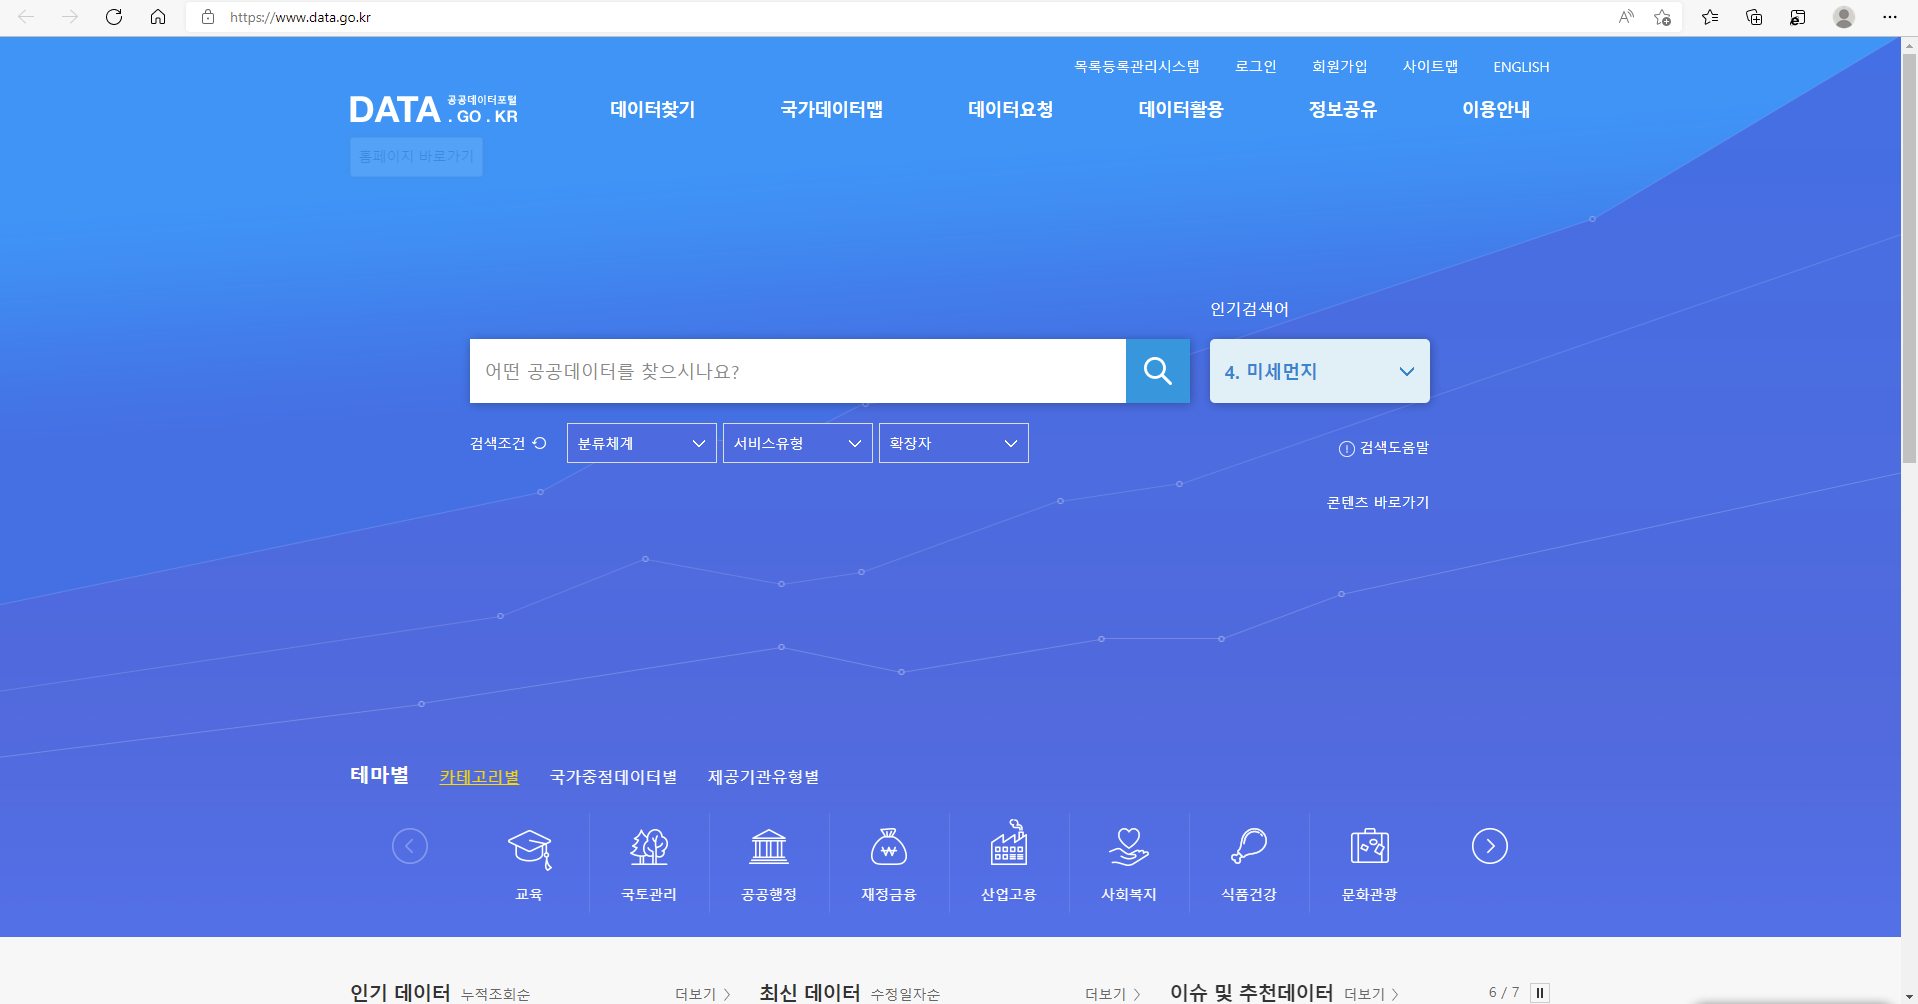 https://www.data.go.kr
목록등록관리시스템 로그인 회원가입 사이트맵 ENGLISH
DATA 공공데이터포털 .GO.KR
데이터찾기 국가데이터맵 데이터요청 데이터활용 정보공유 이용안내
홈페이지 바로가기
인기검색어
어떤 공공데이터를 찾으시나요?
4. 미세먼지
검색조건 분류체계 서비스유형 확장자
검색도움말
콘텐츠 바로가기
테마별 카테고리별 국가중점데이터별 제공기관유형별
교육 국토관리 공공행정 재정금융 산업고용 사회복지 식품건강 문화관광
인기 데이터 누적조회순 더보기 최신 데이터 수정일자순 더보기 이슈 및 추천데이터 더보기 6 / 7